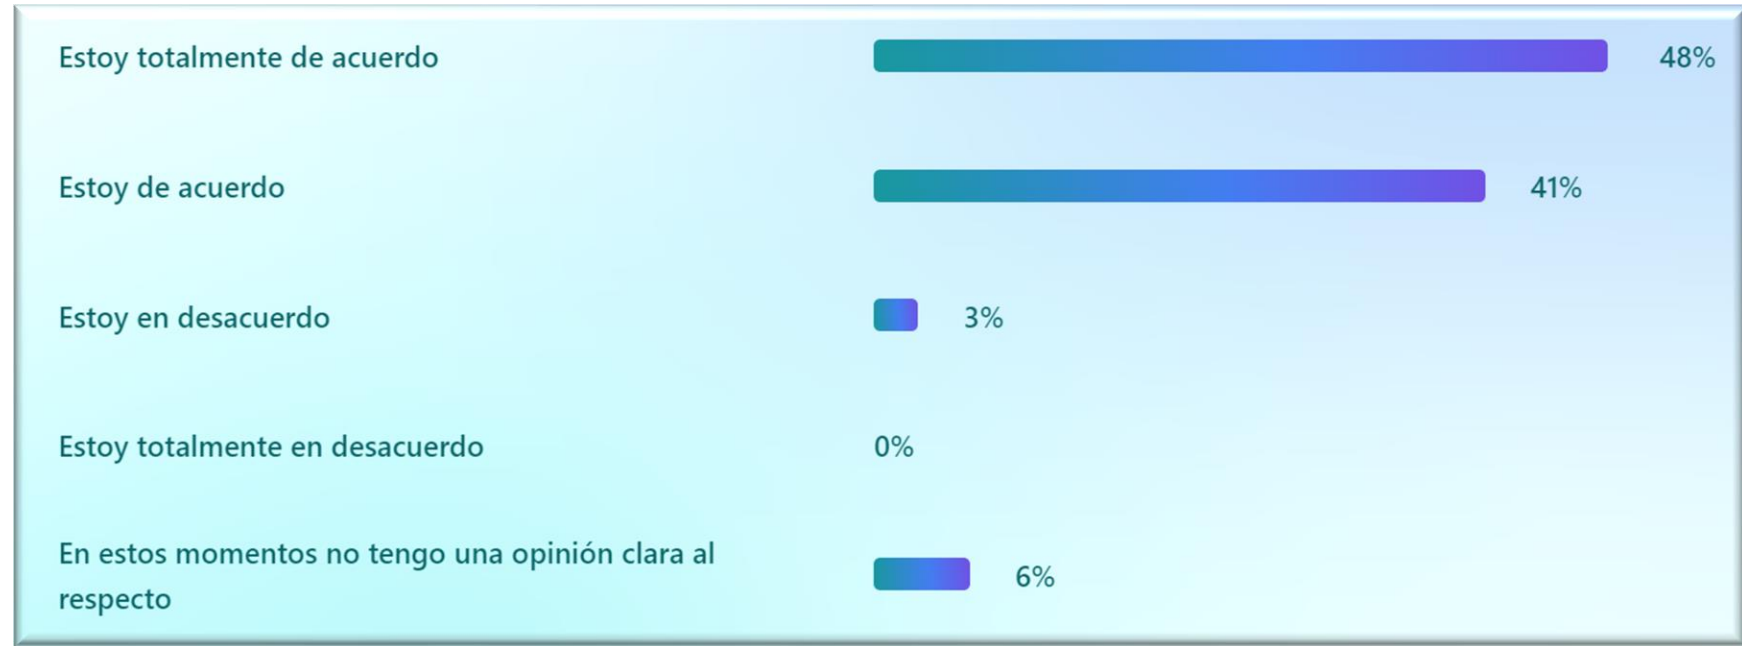 Estoy totalmente de acuerdo 48%
Estoy de acuerdo 41%
Estoy en desacuerdo 3%
Estoy totalmente en desacuerdo 0%
En estos momentos no tengo una opinión clara al
respecto 6%